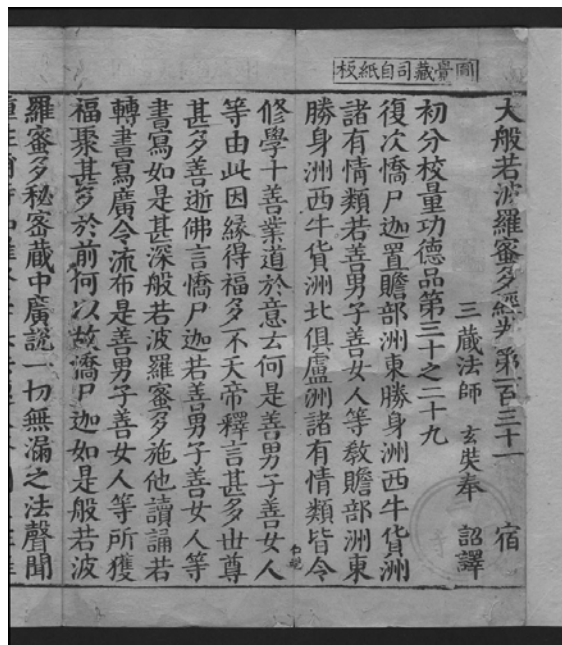 圓覺藏司自紙板
大般若波羅蜜多經卷第一百三十一 宿
三藏法師 玄奘奉 詔譯
初分校量功德品第三十之二十九
復次憍尸迦置贍部洲東勝身洲西牛貨洲
諸有情類若善男子善女人等教贍部洲東
勝身洲西牛貨洲北俱盧洲諸有情類皆令
修學十善業道於意云何是善男子善女人
等由此因緣得福多不天帝釋言甚多世尊
甚多善逝佛言憍尸迦若善男子善女人等
書寫如是甚深般若波羅蜜多施他讀誦若
轉書寫廣令流布是善男子善女人等所獲
福聚甚多於前何以故憍尸迦如是般若波
羅蜜多秘密藏中廣說一切無漏之法聲聞